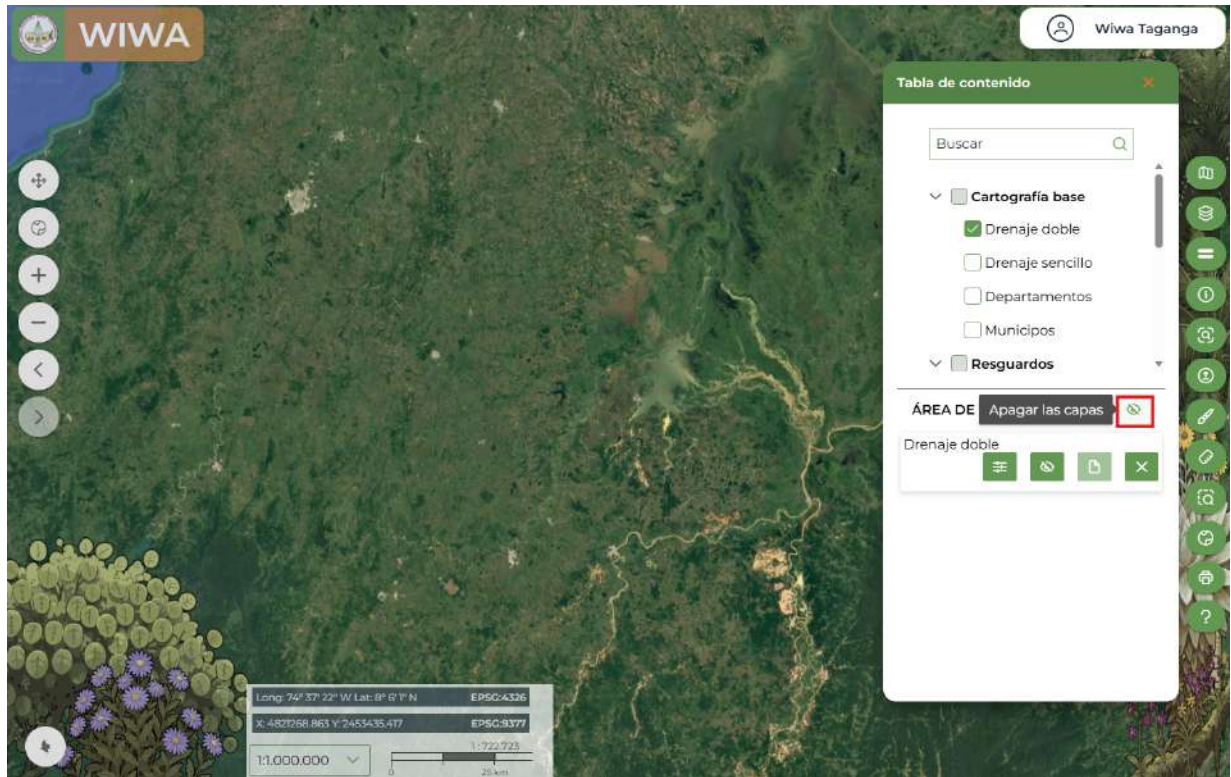 WIWA
Wiwa Taganga
Tabla de contenido
Buscar
Cartografía base
Drenaje doble
Drenaje sencillo
Departamentos
Municipos
Resguardos
ÁREA DE
Apagar las capas
Drenaje doble
Long: 74° 37' 22" W Lat: 8° 6' 1" N EPSG:4326
X: 4821268.863 Y: 2453435.417 EPSG:9377
1:1.000.000
1 : 722.723
0 25 km